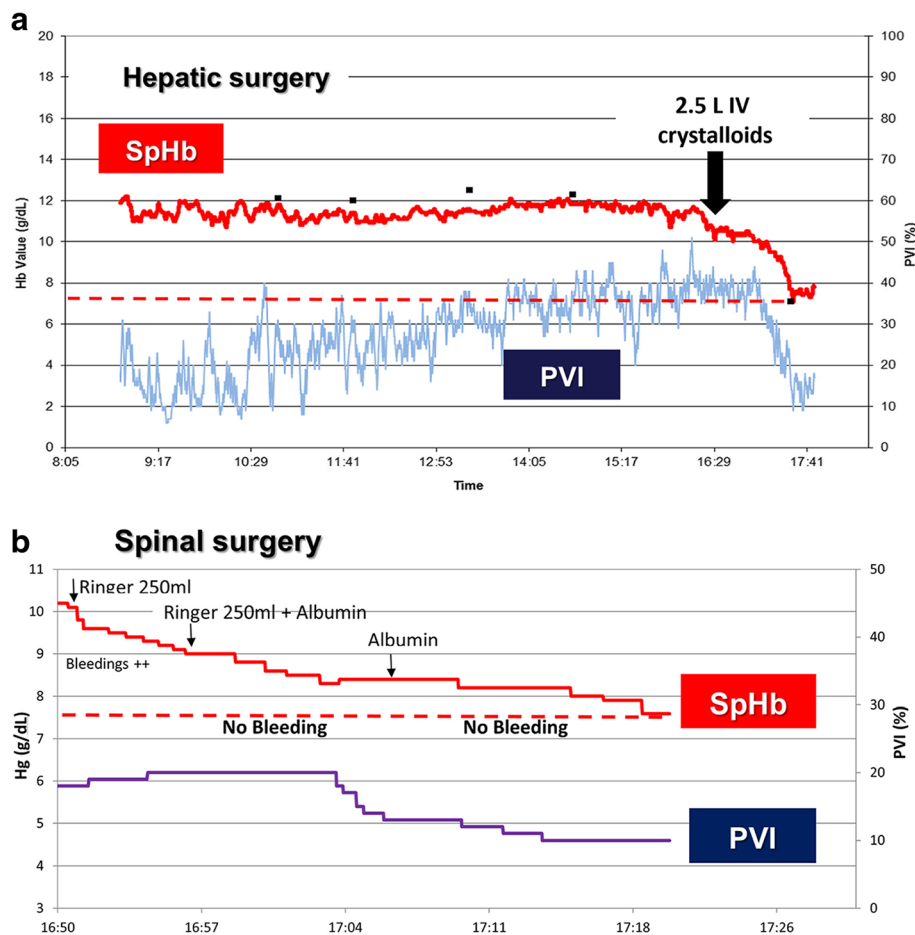 a
20
18
16
14
12
10
8
6
4
2
0
Hb Value (g/dL)
100
90
80
70
60
50
40
30
20
10
0
PVI (%)
Hepatic surgery
SpHb
2.5 L IV
crystalloids
PVI
8:05
9:17
10:29
11:41
12:53
14:05
15:17
16:29
17:41
Time
b
Spinal surgery
11
10
9
8
7
6
5
4
3
Hg (g/dL)
50
40
30
20
10
0
PVI (%)
Ringer 250ml
Ringer 250ml + Albumin
Albumin
Bleedings ++
SpHb
No Bleeding
No Bleeding
PVI
16:50
16:57
17:04
17:11
17:18
17:26